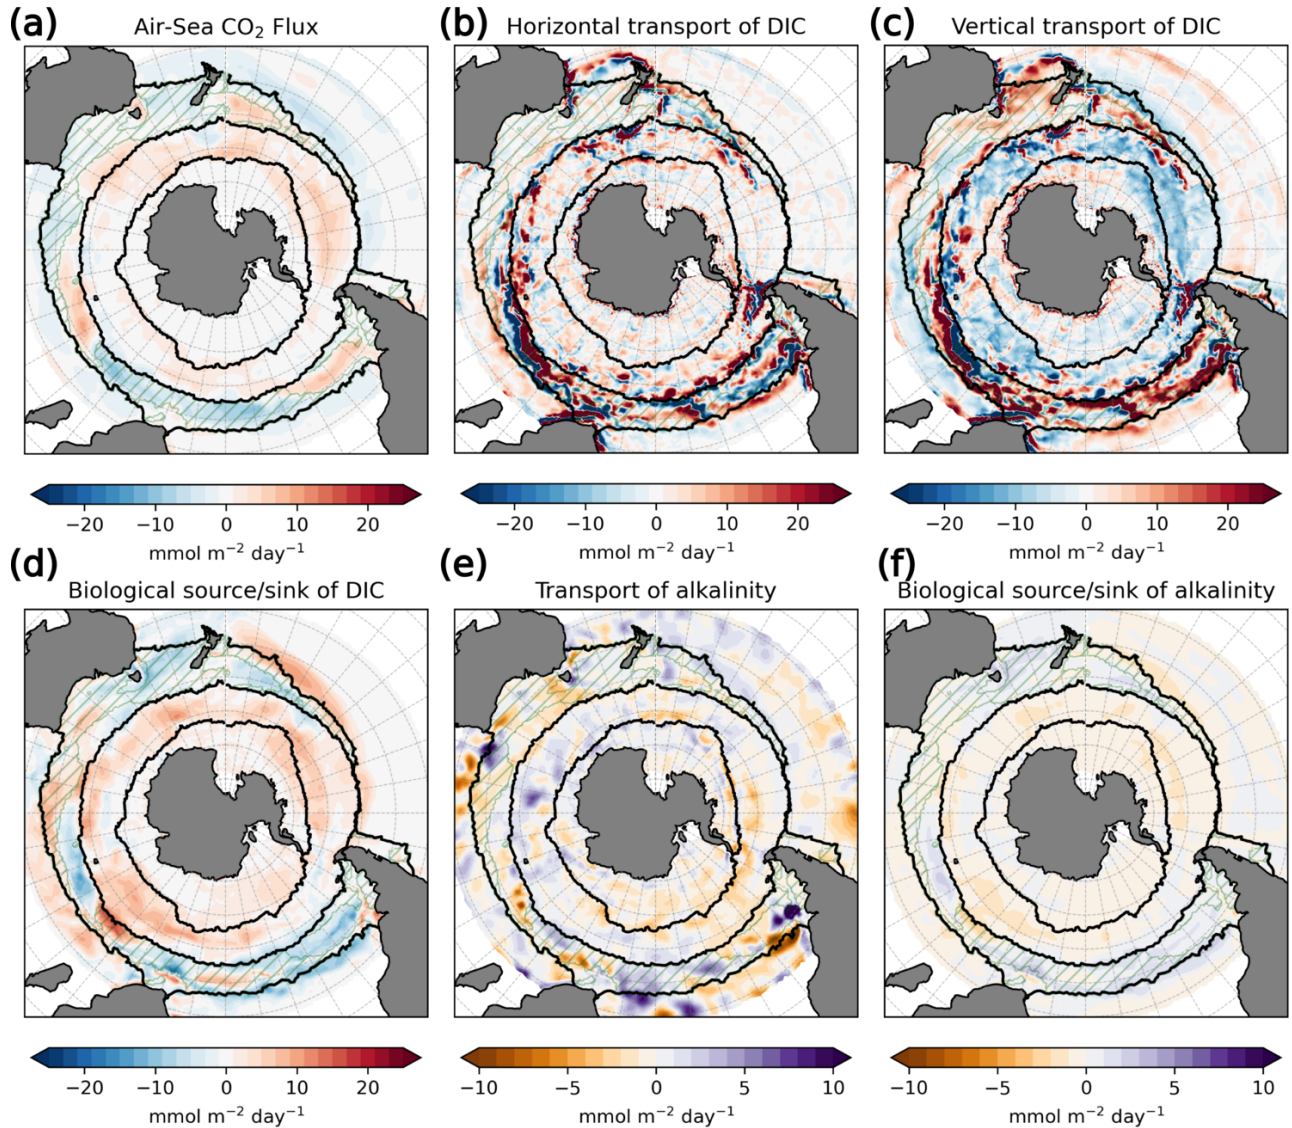 (a) Air-Sea CO₂ Flux
(b) Horizontal transport of DIC
(c) Vertical transport of DIC
−20 −10 0 10 20
mmol m⁻² day⁻¹
−20 −10 0 10 20
mmol m⁻² day⁻¹
−20 −10 0 10 20
mmol m⁻² day⁻¹
(d) Biological source/sink of DIC
(e) Transport of alkalinity
(f) Biological source/sink of alkalinity
−20 −10 0 10 20
mmol m⁻² day⁻¹
−10 −5 0 5 10
mmol m⁻² day⁻¹
−10 −5 0 5 10
mmol m⁻² day⁻¹